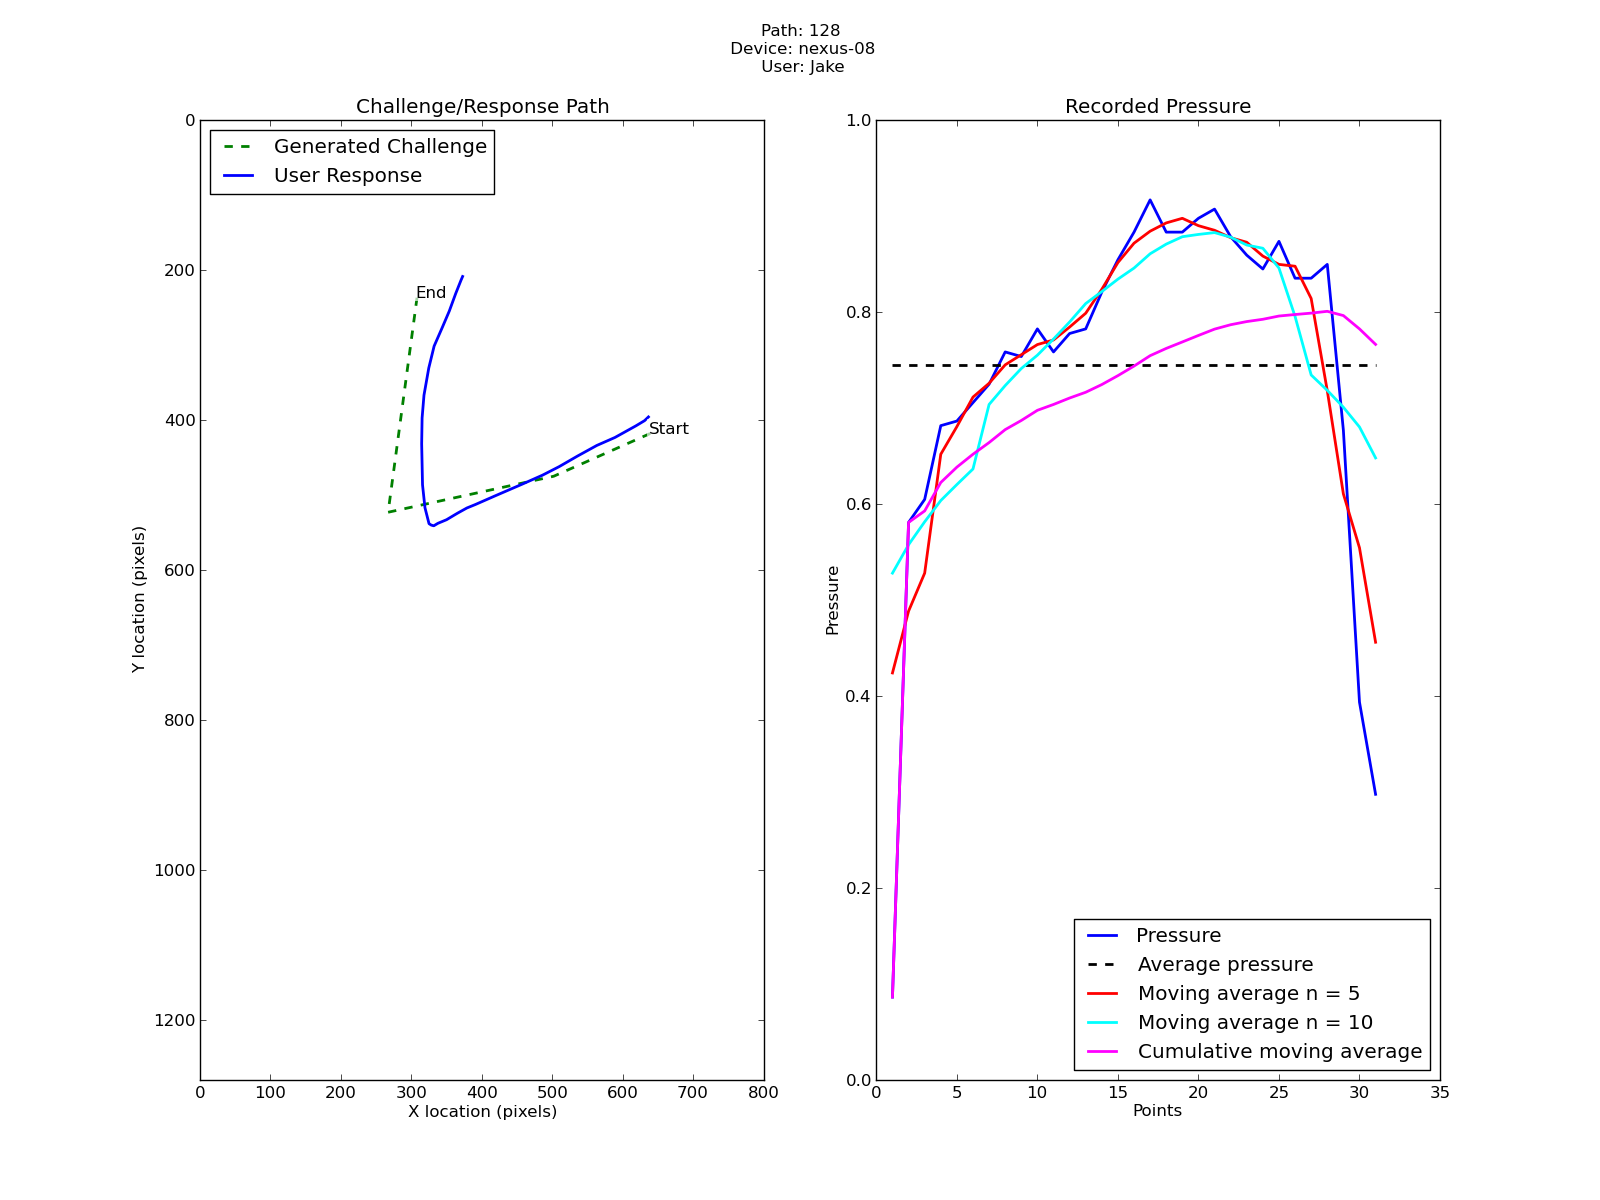 Path: 128
Device: nexus-08
User: Jake
Challenge/Response Path
Generated Challenge
User Response
End
Start
0
200
400
600
800
1000
1200
Y location (pixels)
0 100 200 300 400 500 600 700 800
X location (pixels)
Recorded Pressure
1.0
0.8
0.6
0.4
0.2
0.0
Pressure
Pressure
Average pressure
Moving average n = 5
Moving average n = 10
Cumulative moving average
0 5 10 15 20 25 30 35
Points